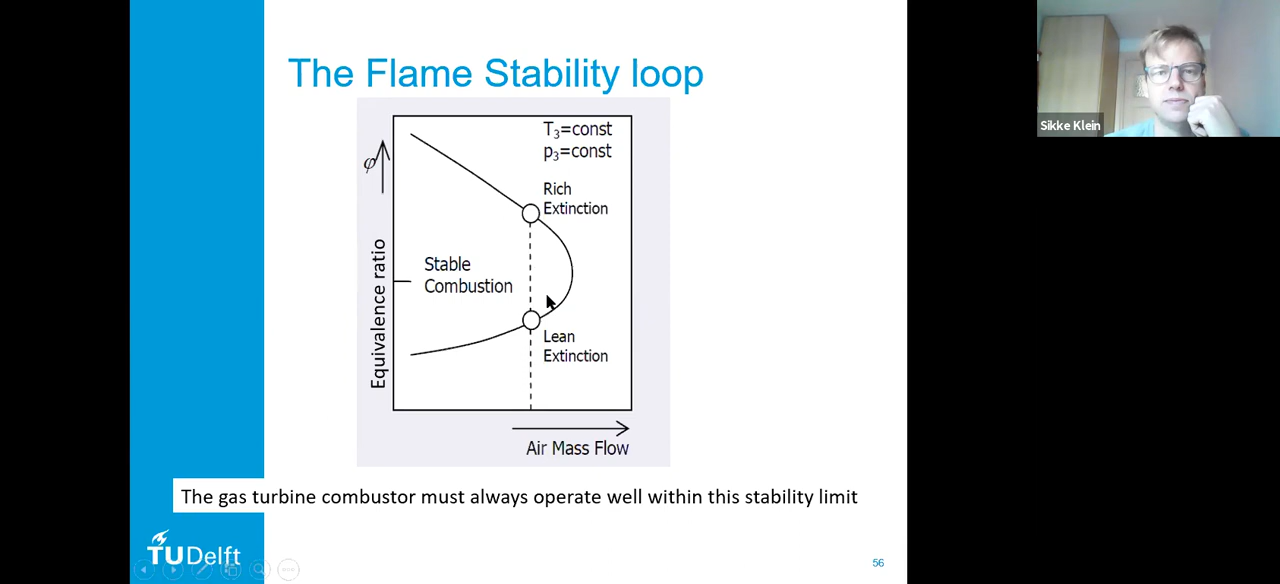 The Flame Stability loop
T3=const
p3=const
φ
Rich
Extinction
Stable
Combustion
Equivalence ratio
Lean
Extinction
Air Mass Flow
The gas turbine combustor must always operate well within this stability limit
TUDelft
56
Sikke Klein